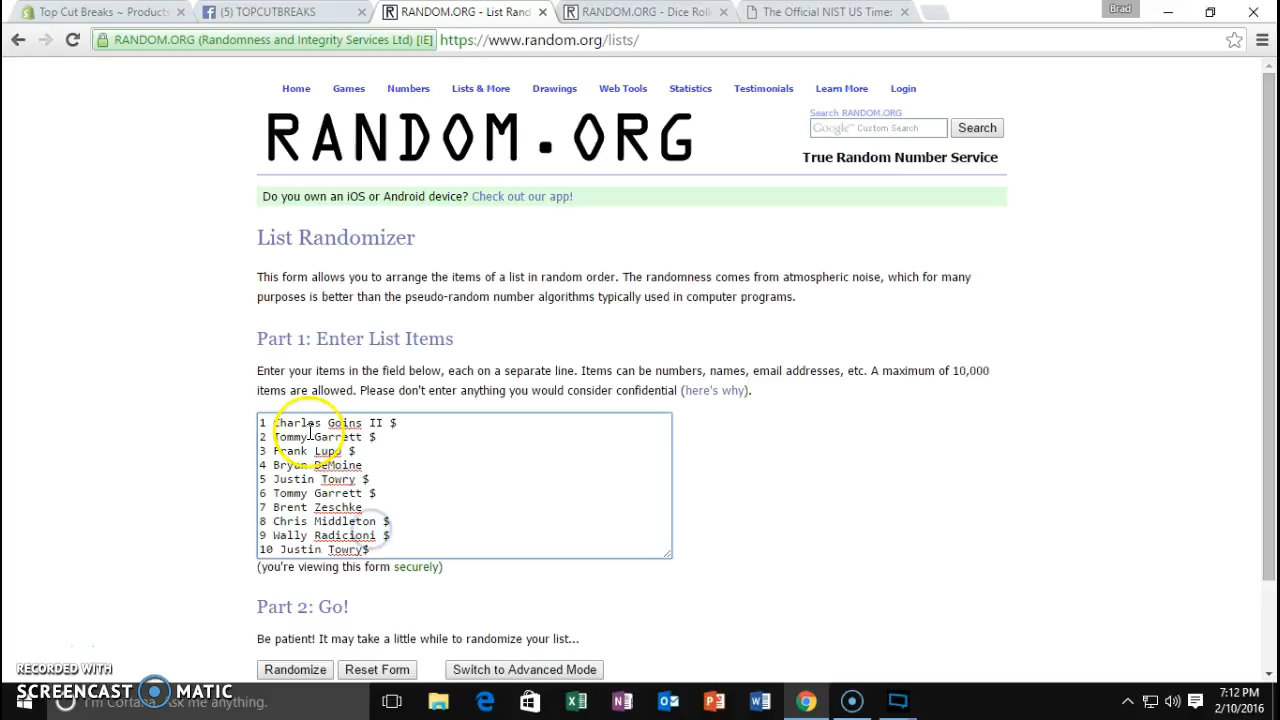 Top Cut Breaks ~ Products
(5) TOPCUTBREAKS
RANDOM.ORG - List Rand
RANDOM.ORG - Dice Roll
The Official NIST US Time:
Brad
RANDOM.ORG (Randomness and Integrity Services Ltd) [IE]
https://www.random.org/lists/
Home Games Numbers Lists & More Drawings Web Tools Statistics Testimonials Learn More Login
RANDOM.ORG
Search RANDOM.ORG
Google™ Custom Search
Search
True Random Number Service
Do you own an iOS or Android device? Check out our app!
List Randomizer
This form allows you to arrange the items of a list in random order. The randomness comes from atmospheric noise, which for many
purposes is better than the pseudo-random number algorithms typically used in computer programs.
Part 1: Enter List Items
Enter your items in the field below, each on a separate line. Items can be numbers, names, email addresses, etc. A maximum of 10,000
items are allowed. Please don't enter anything you would consider confidential (here's why).
1 Charles Goins II $
2 Tommy Garrett $
3 Frank Lupo $
4 Bryan DeMoine
5 Justin Towry $
6 Tommy Garrett $
7 Brent Zeschke
8 Chris Middleton $
9 Wally Radicioni $
10 Justin Towry$
(you're viewing this form securely)
Part 2: Go!
Be patient! It may take a little while to randomize your list...
Randomize Reset Form Switch to Advanced Mode
RECORDED WITH
SCREENCAST MATIC
I'm Cortana. Ask me anything.
7:12 PM
2/10/2016